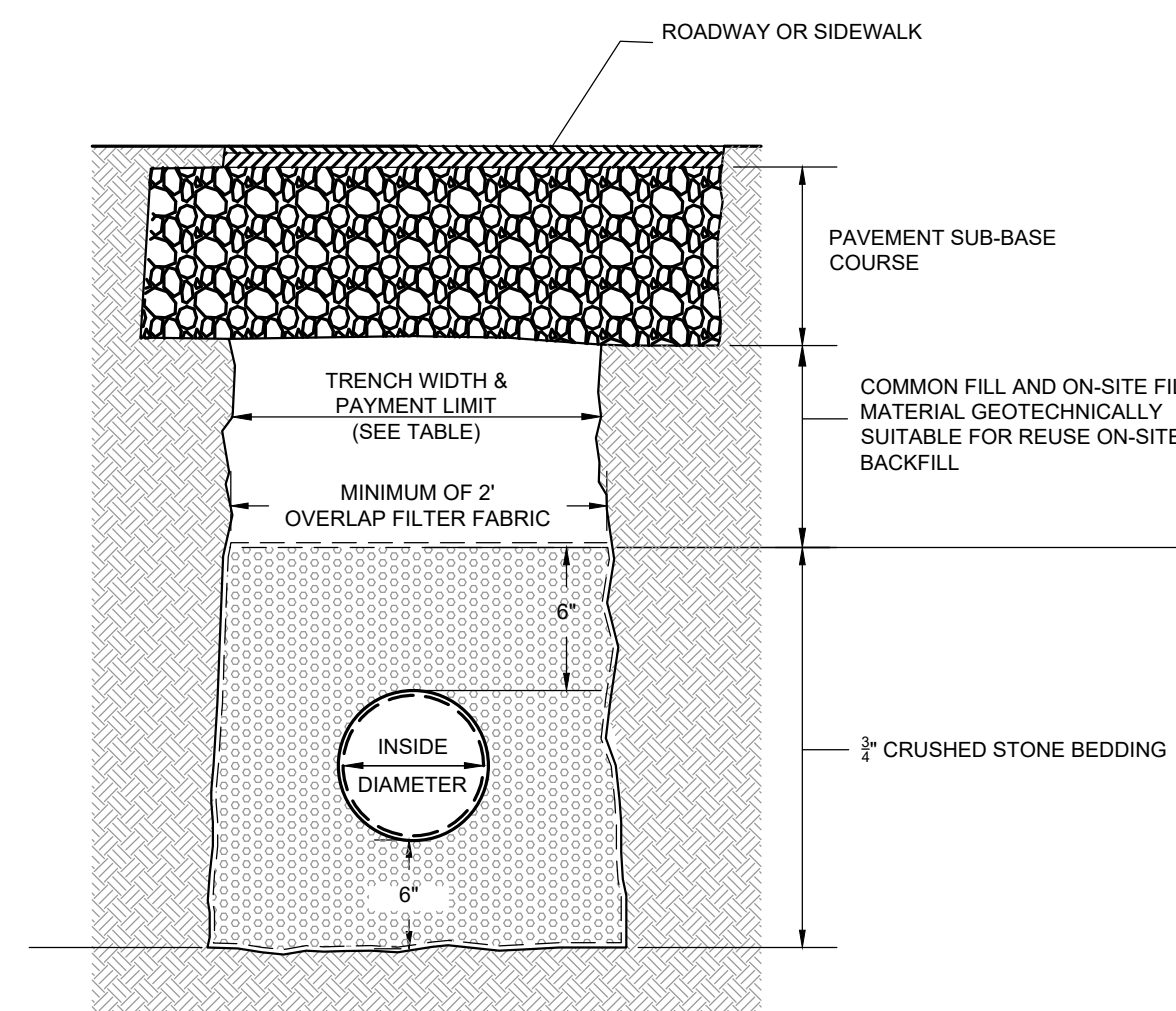 ROADWAY OR SIDEWALK
PAVEMENT SUB-BASE
COURSE
TRENCH WIDTH &
PAYMENT LIMIT
(SEE TABLE)
COMMON FILL AND ON-SITE
MATERIAL GEOTECHNICALLY
SUITABLE FOR REUSE ON-SITE
BACKFILL
MINIMUM OF 2'
OVERLAP FILTER FABRIC
6"
INSIDE
DIAMETER
3/4" CRUSHED STONE BEDDING
6"